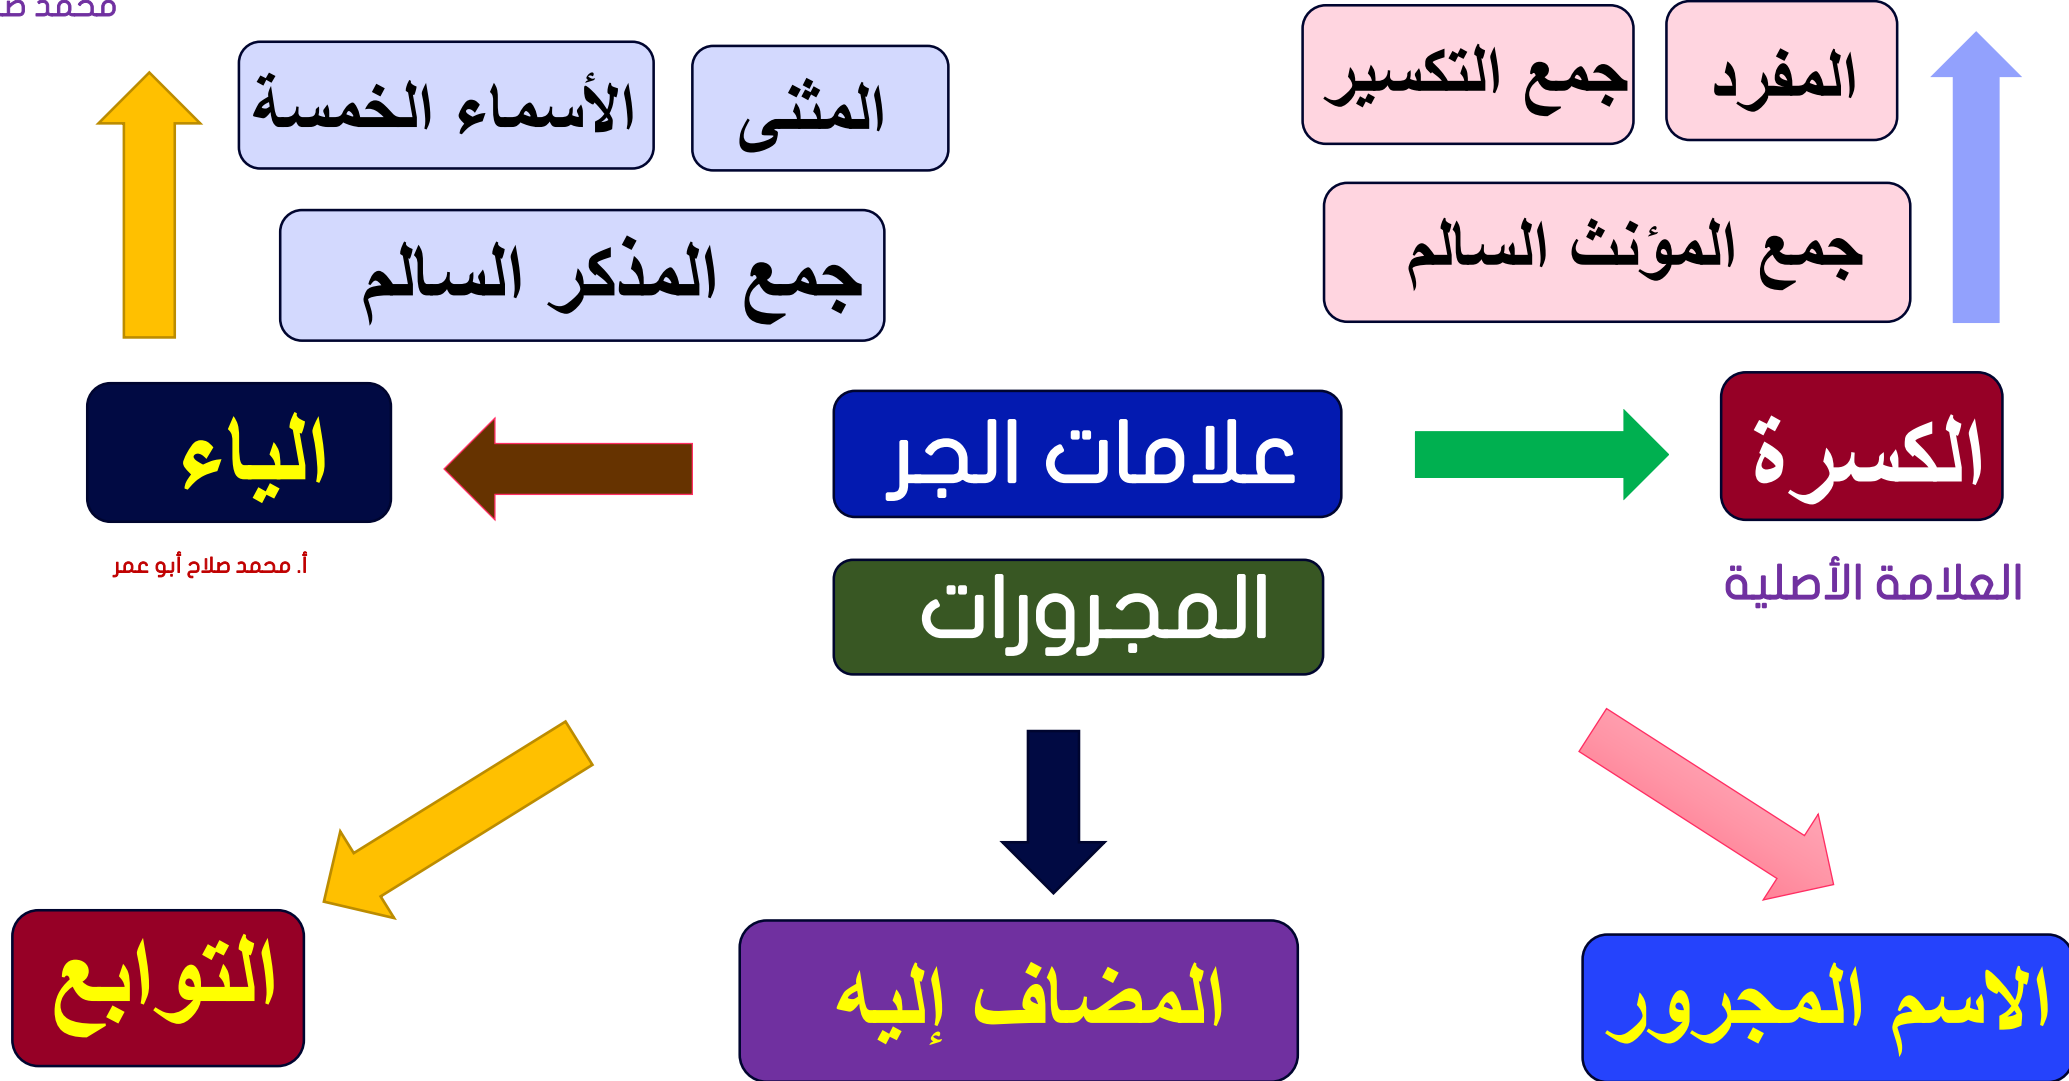 محمد
المفرد
جمع التكسير
المثنى
الأسماء الخمسة
جمع المؤنث السالم
جمع المذكر السالم
الكسرة
علامات الجر
الياء
العلامة الأصلية
أ. محمد صلاح أبو عمر
المجرورات
الاسم المجرور
المضاف إليه
التوابع